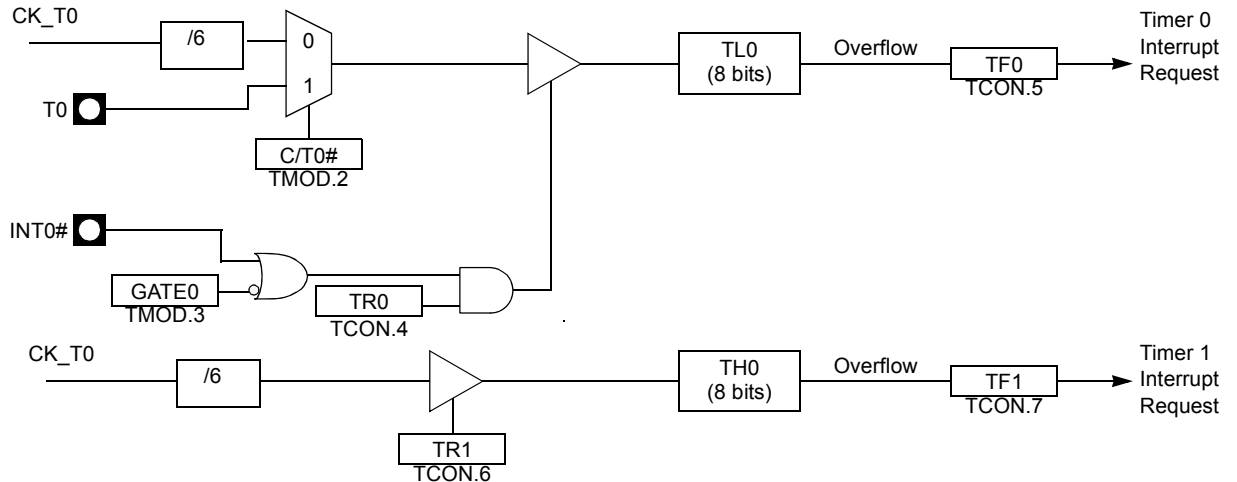 CK_T0
/6
0
1
T0
C/T0#
TMOD.2
TL0
(8 bits)
Overflow
TF0
TCON.5
Timer 0
Interrupt
Request
INT0#
GATE0
TMOD.3
TR0
TCON.4
CK_T0
/6
TR1
TCON.6
TH0
(8 bits)
Overflow
TF1
TCON.7
Timer 1
Interrupt
Request